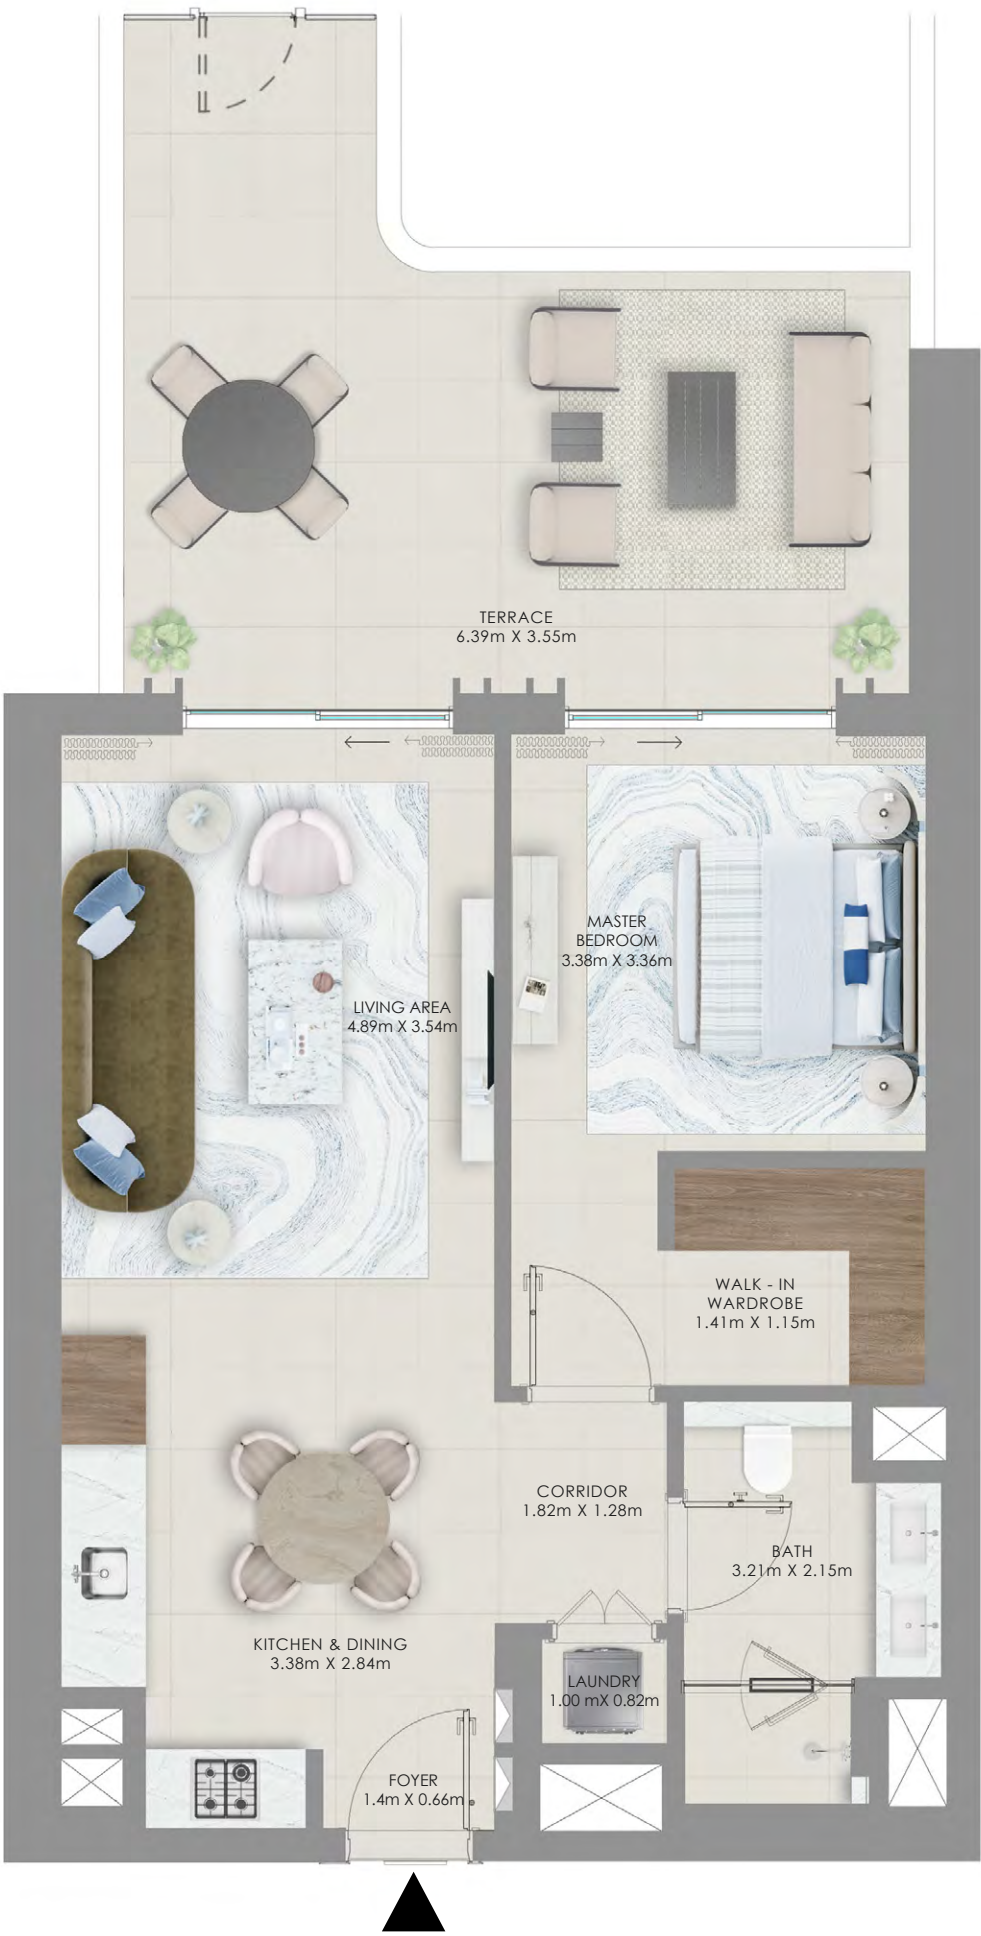 TERRACE
6.39m X 3.55m
MASTER
BEDROOM
3.38m X 3.36m
LIVING AREA
4.89m X 3.54m
WALK - IN
WARDROBE
1.41m X 1.15m
CORRIDOR
1.82m X 1.28m
BATH
3.21m X 2.15m
KITCHEN & DINING
3.38m X 2.84m
LAUNDRY
1.00 mX 0.82m
FOYER
1.4m X 0.66m